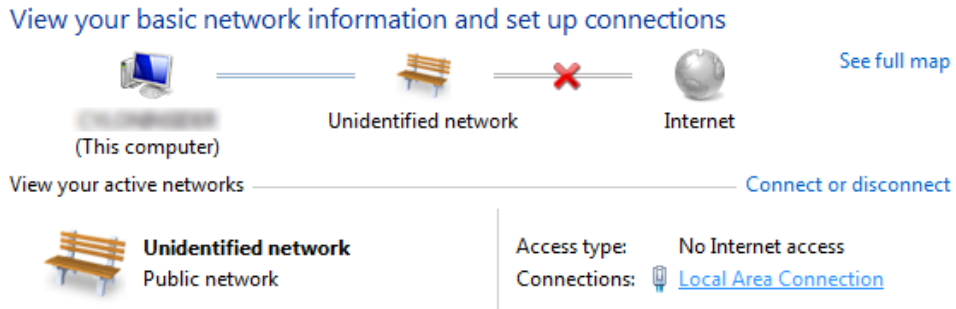 View your basic network information and set up connections
See full map
Unidentified network
Internet
(This computer)
View your active networks
Connect or disconnect
Unidentified network
Access type: No Internet access
Public network
Connections: Local Area Connection